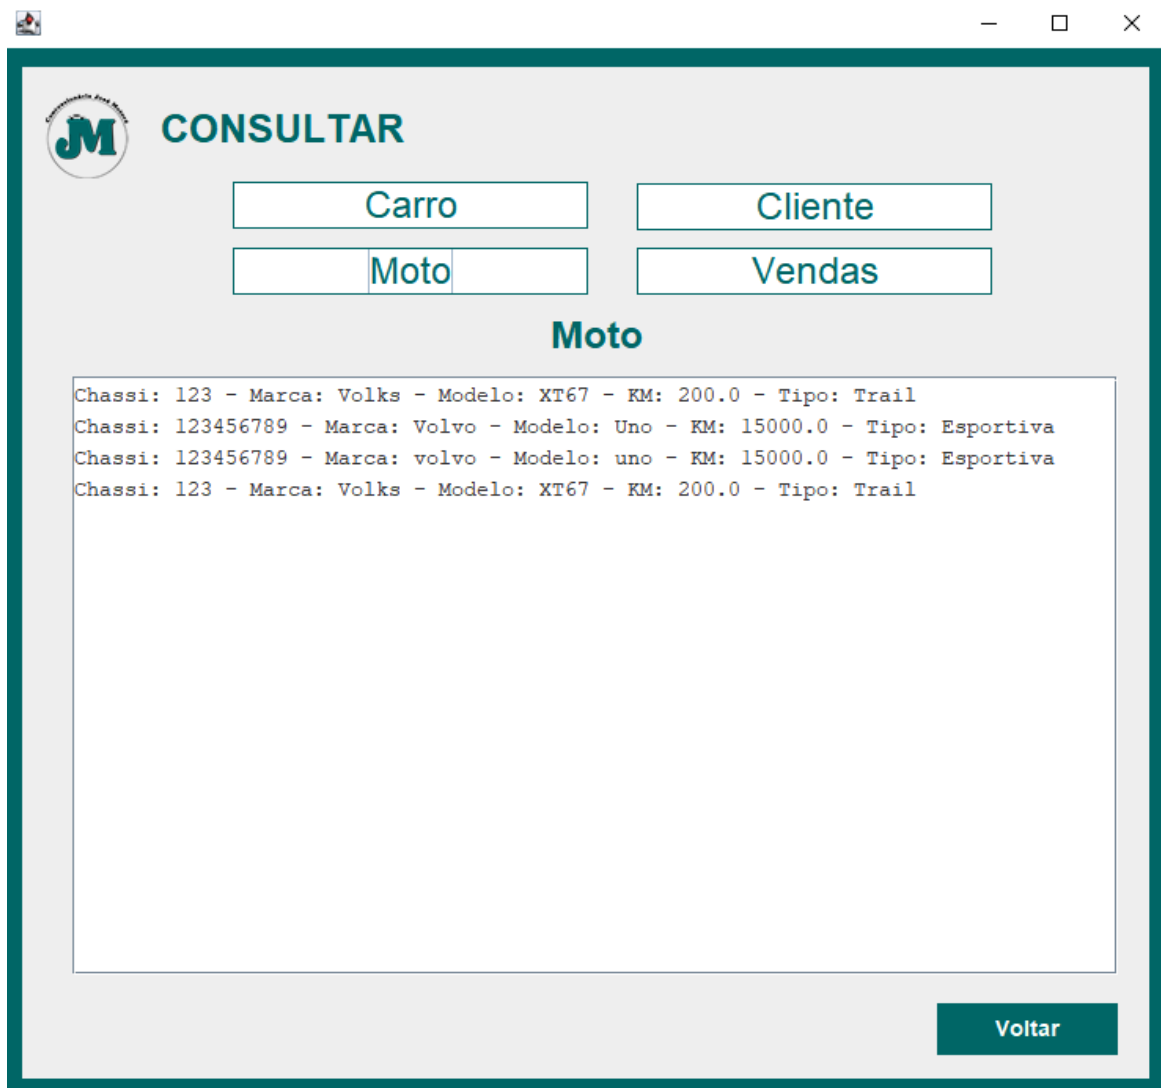 JM
CONSULTAR
Carro
Cliente
Moto
Vendas
Moto
Chassi: 123 - Marca: Volks - Modelo: XT67 - KM: 200.0 - Tipo: Trail
Chassi: 123456789 - Marca: Volvo - Modelo: Uno - KM: 15000.0 - Tipo: Esportiva
Chassi: 123456789 - Marca: volvo - Modelo: uno - KM: 15000.0 - Tipo: Esportiva
Chassi: 123 - Marca: Volks - Modelo: XT67 - KM: 200.0 - Tipo: Trail
Voltar